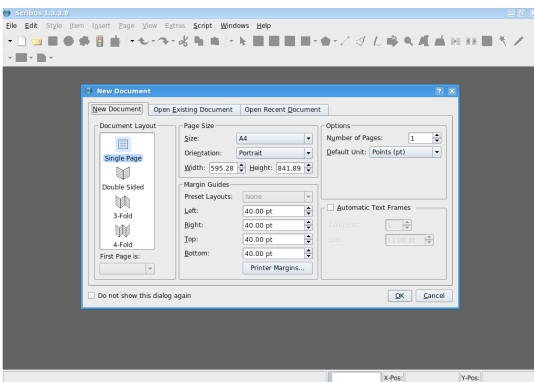 Scribus 1.3.3.8
File Edit Style Item Insert Page View Extras Script Windows Help
New Document
New Document Open Existing Document Open Recent Document
Document Layout
Single Page
Double Sided
3-Fold
4-Fold
First Page is:
Page Size
Size: A4
Orientation: Portrait
Width: 595.28 Height: 841.89
Margin Guides
Preset Layouts: None
Left: 40.00 pt
Right: 40.00 pt
Top: 40.00 pt
Bottom: 40.00 pt
Printer Margins...
Options
Number of Pages: 1
Default Unit: Points (pt)
Automatic Text Frames
Columns: 1
Gap: 11.00 pt
Do not show this dialog again
OK Cancel
X-Pos: Y-Pos: